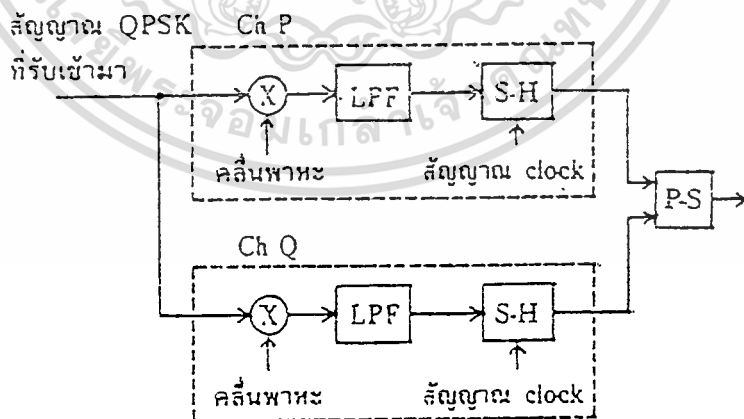 สัญญาณ QPSK
ที่รับเข้ามา
Ch P
X
LPF
S-H
คลื่นพาหะ
สัญญาณ clock
P-S
Ch Q
X
LPF
S-H
คลื่นพาหะ
สัญญาณ clock